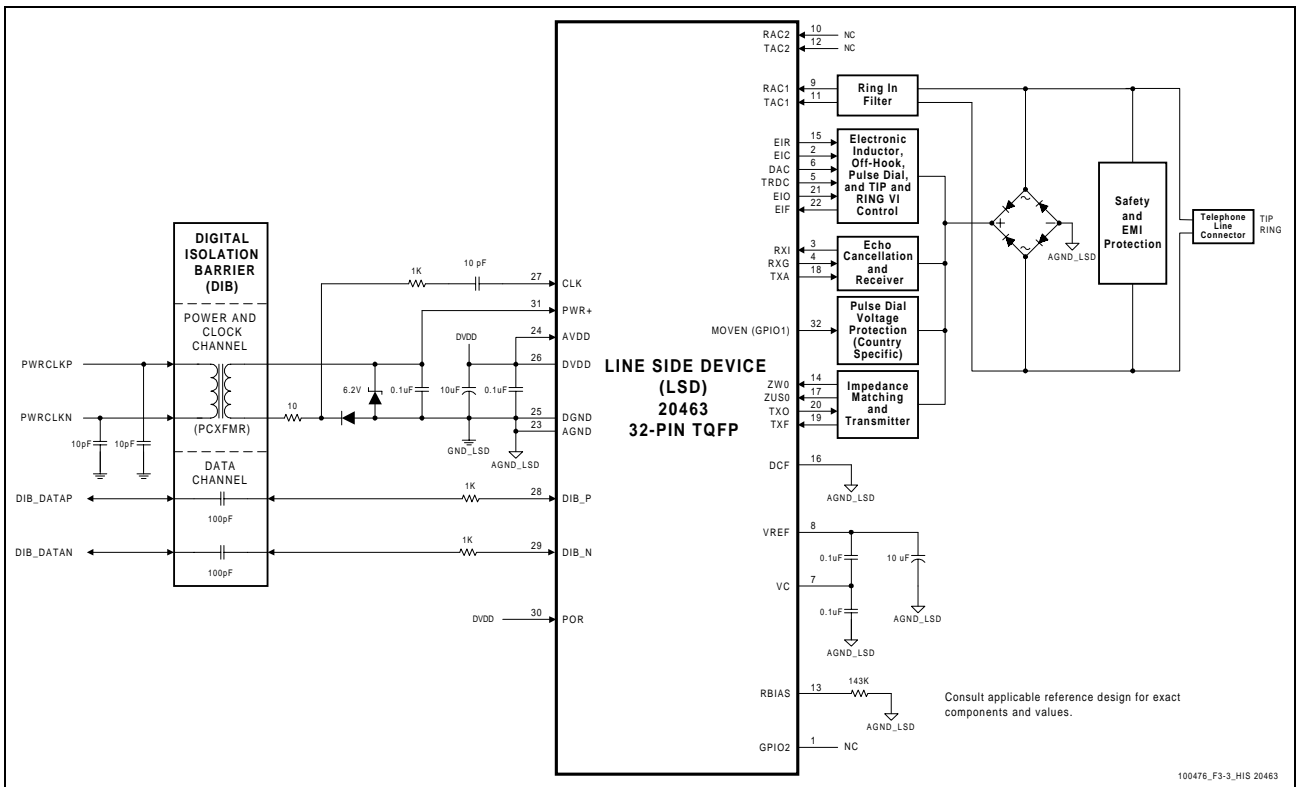 RAC2
10
NC
TAC2
12
NC
RAC1
9
TAC1
11
Ring In
Filter
EIR
15
EIC
2
DAC
6
TRDC
5
EIO
21
EIF
22
Electronic
Inductor,
Off-Hook,
Pulse Dial,
and TIP and
RING VI
Control
~
+
−
~
AGND_LSD
Safety
and
EMI
Protection
Telephone
Line
Connector
TIP
RING
RXI
3
RXG
4
TXA
18
Echo
Cancellation
and
Receiver
MOVEN (GPIO1)
32
Pulse Dial
Voltage
Protection
(Country
Specific)
ZW0
14
ZUS0
17
TXO
20
TXF
19
Impedance
Matching
and
Transmitter
DCF
16
AGND_LSD
VREF
8
0.1uF
10 uF
VC
7
0.1uF
AGND_LSD
AGND_LSD
RBIAS
13
143K
AGND_LSD
GPIO2
1
NC
Consult applicable reference design for exact
components and values.
LINE SIDE DEVICE
(LSD)
20463
32-PIN TQFP
DIGITAL
ISOLATION
BARRIER
(DIB)
POWER AND
CLOCK
CHANNEL
(PCXFMR)
DATA
CHANNEL
100pF
100pF
PWRCLKP
PWRCLKN
10pF
10pF
DIB_DATAP
DIB_DATAN
1K
10 pF
27
CLK
31
PWR+
24
AVDD
DVDD
26
DVDD
6.2V
0.1uF
10uF
0.1uF
10
25
DGND
23
AGND
GND_LSD
AGND_LSD
1K
28
DIB_P
1K
29
DIB_N
DVDD
30
POR
100476_F3-3_HIS 20463